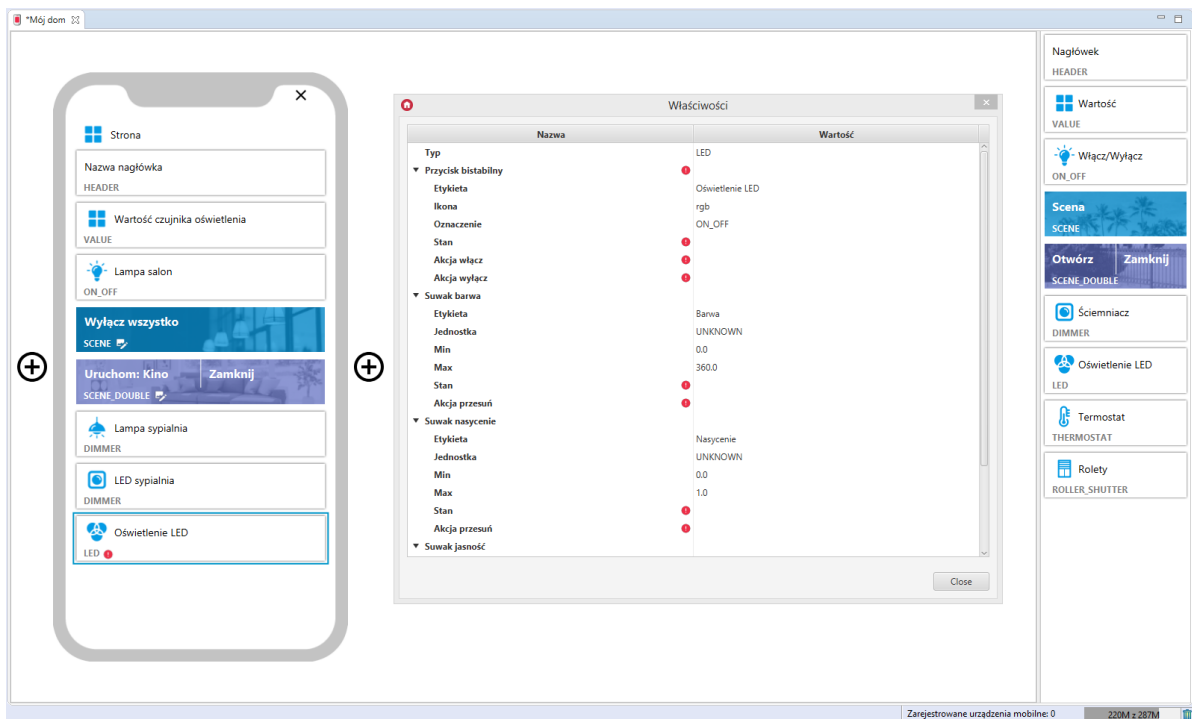 *Mój dom
Strona
Nazwa nagłówka
HEADER
Wartość czujnika oświetlenia
VALUE
Lampa salon
ON_OFF
Wyłącz wszystko
SCENE
Uruchom: Kino Zamknij
SCENE_DOUBLE
Lampa sypialnia
DIMMER
LED sypialnia
DIMMER
Oświetlenie LED
LED
Właściwości
Nazwa Wartość
Typ LED
Przycisk bistabilny
Etykieta Oświetlenie LED
Ikona rgb
Oznaczenie ON_OFF
Stan
Akcja włącz
Akcja wyłącz
Suwak barwa
Etykieta Barwa
Jednostka UNKNOWN
Min 0.0
Max 360.0
Stan
Akcja przesuń
Suwak nasycenie
Etykieta Nasycenie
Jednostka UNKNOWN
Min 0.0
Max 1.0
Stan
Akcja przesuń
Suwak jasność
Close
Nagłówek
HEADER
Wartość
VALUE
Włącz/Wyłącz
ON_OFF
Scena
SCENE
Otwórz Zamknij
SCENE_DOUBLE
Ściemniacz
DIMMER
Oświetlenie LED
LED
Termostat
THERMOSTAT
Rolety
ROLLER_SHUTTER
Zarejestrowane urządzenia mobilne: 0 220M z 287M